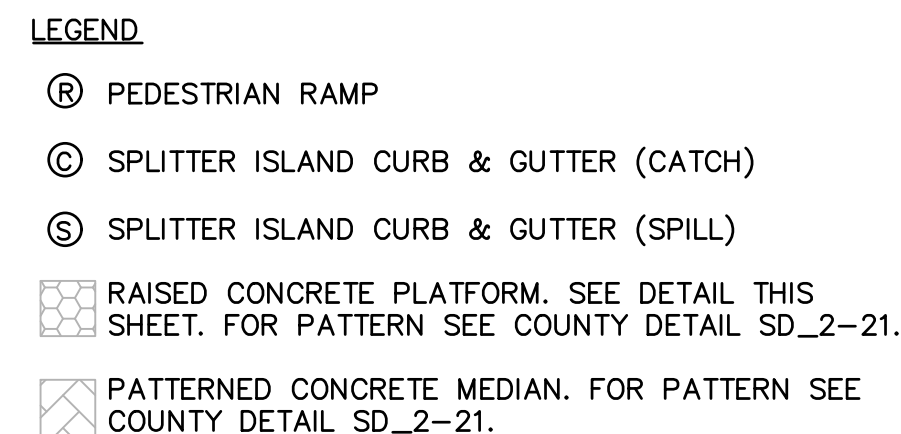 LEGEND
Ⓡ PEDESTRIAN RAMP
Ⓒ SPLITTER ISLAND CURB & GUTTER (CATCH)
Ⓢ SPLITTER ISLAND CURB & GUTTER (SPILL)
RAISED CONCRETE PLATFORM. SEE DETAIL THIS
SHEET. FOR PATTERN SEE COUNTY DETAIL SD_2-21.
PATTERNED CONCRETE MEDIAN. FOR PATTERN SEE
COUNTY DETAIL SD_2-21.